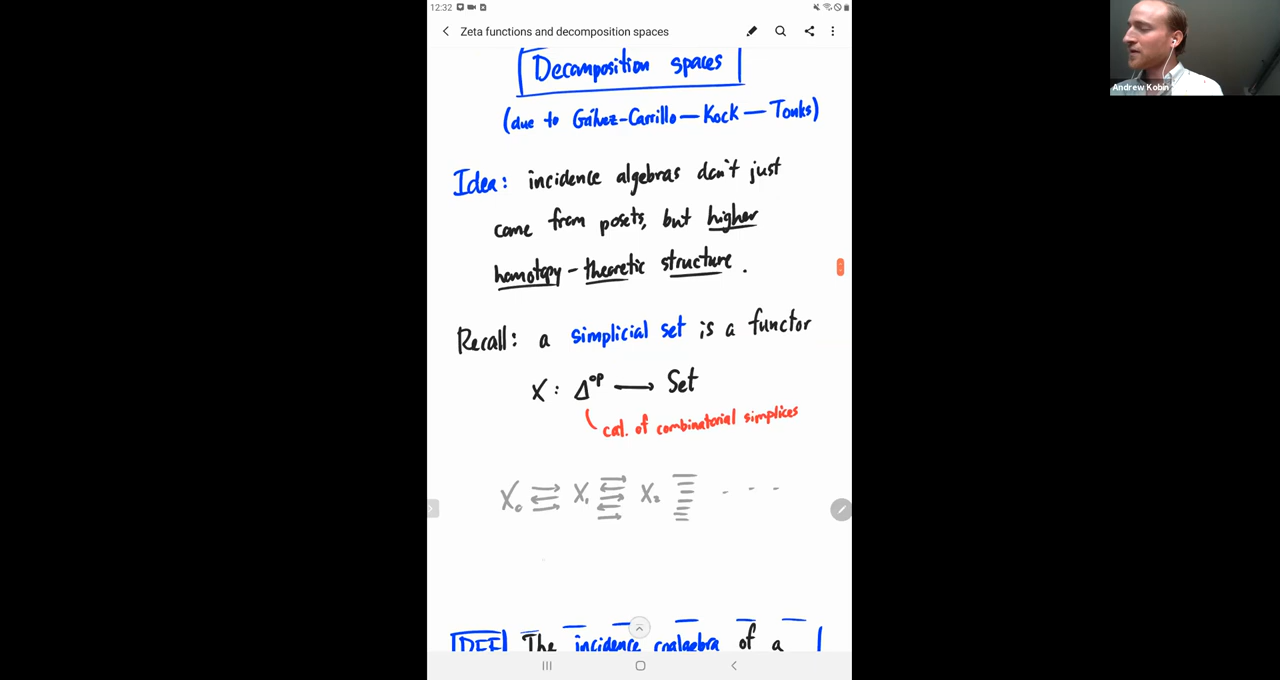 12:32
Zeta functions and decomposition spaces
Decomposition spaces
(due to Gálvez-Carrillo — Kock — Tonks)
Idea: incidence algebras don't just
come from posets, but higher
homotopy-theoretic structure.
Recall: a simplicial set is a functor
X : Δ^op → Set
cat. of combinatorial simplices
X₀ ⇄ X₁ X₂ . . .
DEF The incidence coalgebra of a
Andrew Kobin